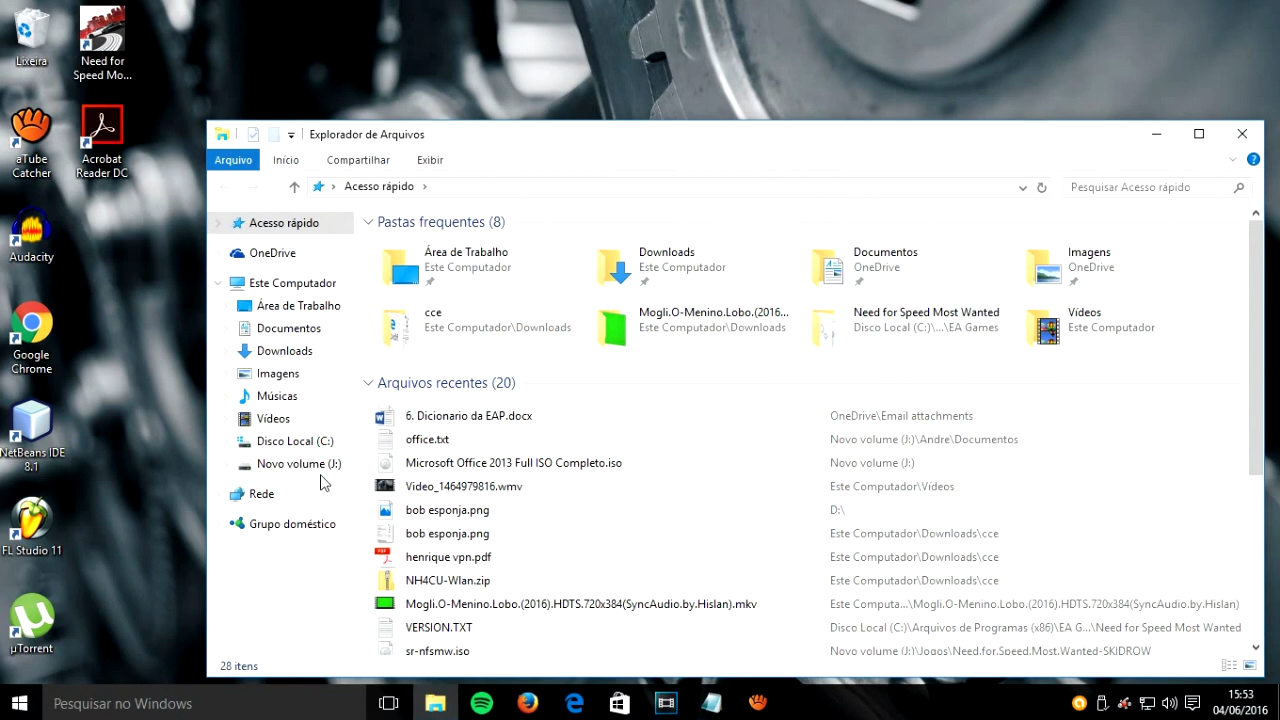 Lixeira
Need for
Speed Mo...
aTube
Catcher
Acrobat
Reader DC
Audacity
Google
Chrome
NetBeans IDE
8.1
FL Studio 11
µTorrent
Explorador de Arquivos
Arquivo
Início
Compartilhar
Exibir
Acesso rápido
Pesquisar Acesso rápido
Acesso rápido
OneDrive
Este Computador
Área de Trabalho
Documentos
Downloads
Imagens
Músicas
Vídeos
Disco Local (C:)
Novo volume (J:)
Rede
Grupo doméstico
Pastas frequentes (8)
Área de Trabalho
Este Computador
Downloads
Este Computador
Documentos
OneDrive
Imagens
OneDrive
cce
Este Computador\Downloads
Mogli.O-Menino.Lobo.(2016...
Este Computador\Downloads
Need for Speed Most Wanted
Disco Local (C:)\...\EA Games
Vídeos
Este Computador
Arquivos recentes (20)
6. Dicionario da EAP.docx OneDrive\Email attachments
office.txt Novo volume (J:)\Andre\Documentos
Microsoft Office 2013 Full ISO Completo.iso Novo volume (J:)
Video_1464979816.wmv Este Computador\Vídeos
bob esponja.png D:\
bob esponja.png Este Computador\Downloads\cce
henrique vpn.pdf Este Computador\Downloads\cce
NH4CU-Wlan.zip Este Computador\Downloads\cce
Mogli.O-Menino.Lobo.(2016).HDTS.720x384(SyncAudio.by.Hislan).mkv Este Computa...\Mogli.O-Menino.Lobo.(2016).HDTS.720x384(SyncAudio.by.Hislan)
VERSION.TXT Disco Local (C:)\Arquivos de Programas (x86)\EA G...\Need for Speed Most Wanted
sr-nfsmw.iso Novo volume (J:)\Jogos\Need.for.Speed.Most.Wanted-SKIDROW
28 itens
Pesquisar no Windows
15:53
04/06/2016